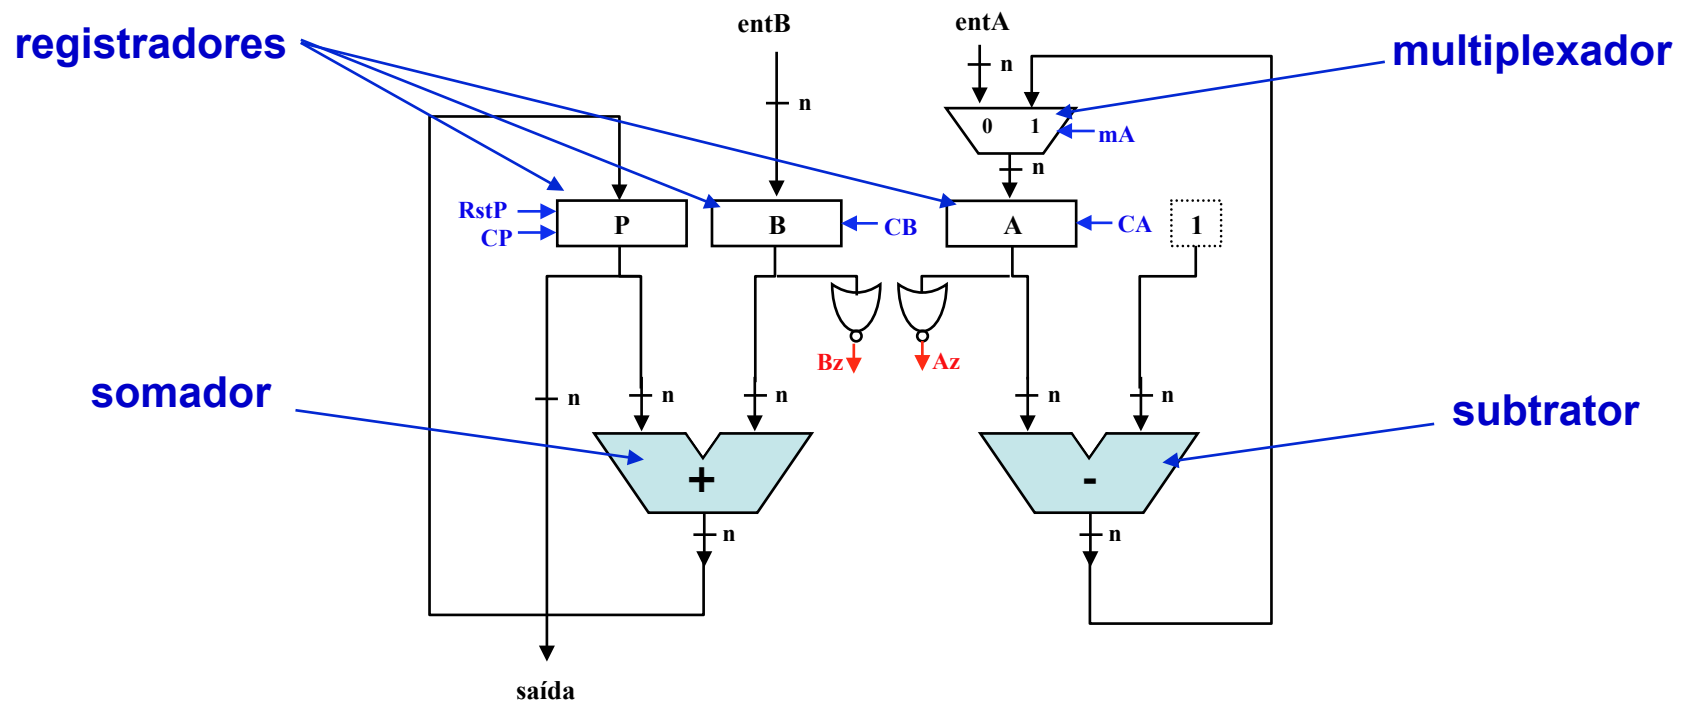 entB
entA
registradores
multiplexador
n
n
0 1
mA
n
RstP
CP
P
B
CB
A
CA
1
Bz
Az
somador
n
n
n
n
n
subtrator
+
-
n
n
saída